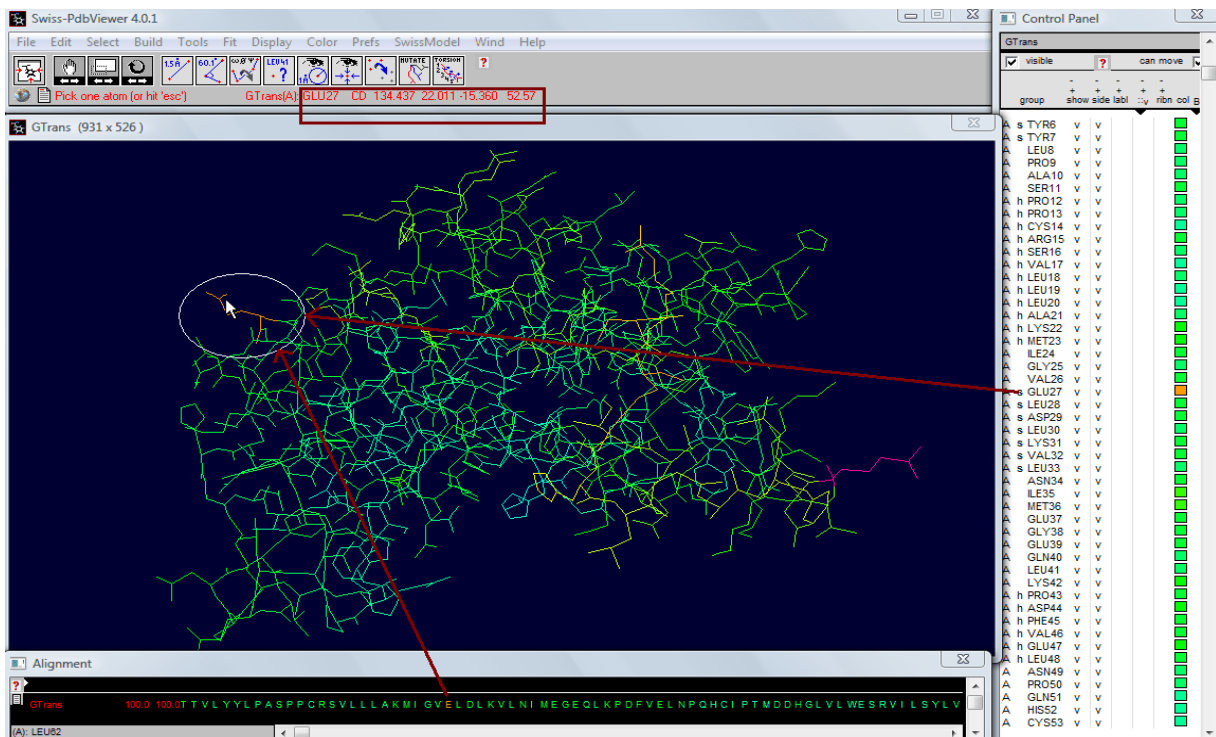 Swiss-PdbViewer 4.0.1
File Edit Select Build Tools Fit Display Color Prefs SwissModel Wind Help
1.5Å 60.1° ω,Φ Ψ LEU41 ? 1Å MUTATE TORSION ?
Pick one atom (or hit 'esc') GTrans(A): GLU27 CD 134.437 22.011 -15.360 52.57
GTrans (931 x 526 )
Control Panel
GTrans
visible ? can move
- - - - -
+ + + + +
group show side labl ::v ribn col B
A s TYR6 v v
A s TYR7 v v
A LEU8 v v
A PRO9 v v
A ALA10 v v
A SER11 v v
A h PRO12 v v
A h PRO13 v v
A h CYS14 v v
A h ARG15 v v
A h SER16 v v
A h VAL17 v v
A h LEU18 v v
A h LEU19 v v
A h LEU20 v v
A h ALA21 v v
A h LYS22 v v
A h MET23 v v
A ILE24 v v
A GLY25 v v
A VAL26 v v
A s GLU27 v v
A s LEU28 v v
A s ASP29 v v
A s LEU30 v v
A s LYS31 v v
A s VAL32 v v
A s LEU33 v v
A ASN34 v v
A ILE35 v v
A MET36 v v
A GLU37 v v
A GLY38 v v
A GLU39 v v
A GLN40 v v
A LEU41 v v
A LYS42 v v
A h PRO43 v v
A h ASP44 v v
A h PHE45 v v
A h VAL46 v v
A h GLU47 v v
A h LEU48 v v
A ASN49 v v
A PRO50 v v
A GLN51 v v
A HIS52 v v
A CYS53 v v
Alignment
?
GTrans 100.0 100.0 T T V L Y Y L P A S P P C R S V L L L A K M I G V E L D L K V L N I M E G E Q L K P D F V E L N P Q H C I P T M D D H G L V L W E S R V I L S Y L V
(A): LEU62